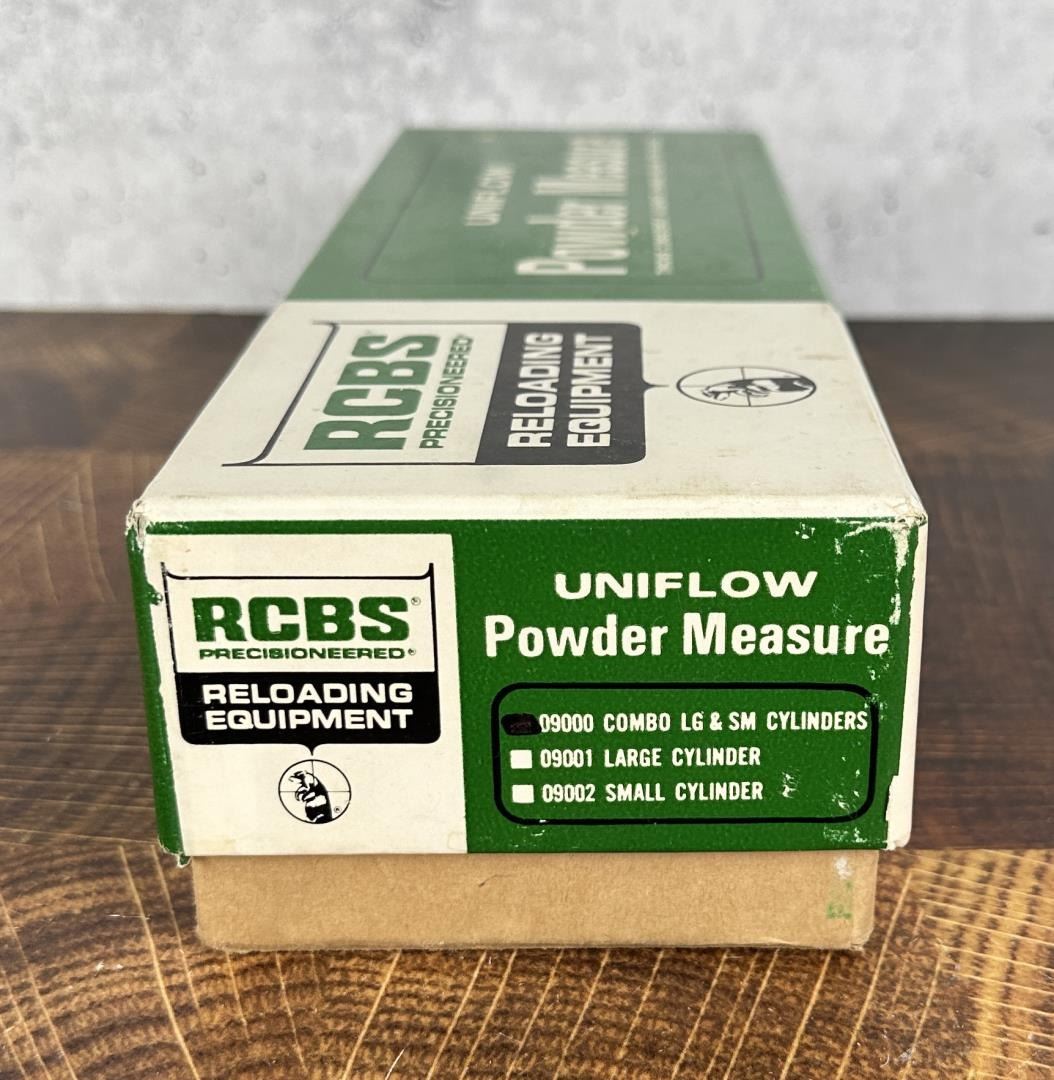 UNIFLOW
Powder Measure
RCBS
PRECISIONEERED
RELOADING
EQUIPMENT
RCBS®
PRECISIONEERED®
RELOADING
EQUIPMENT
®
UNIFLOW
Powder Measure
09000 COMBO LG & SM CYLINDERS
09001 LARGE CYLINDER
09002 SMALL CYLINDER